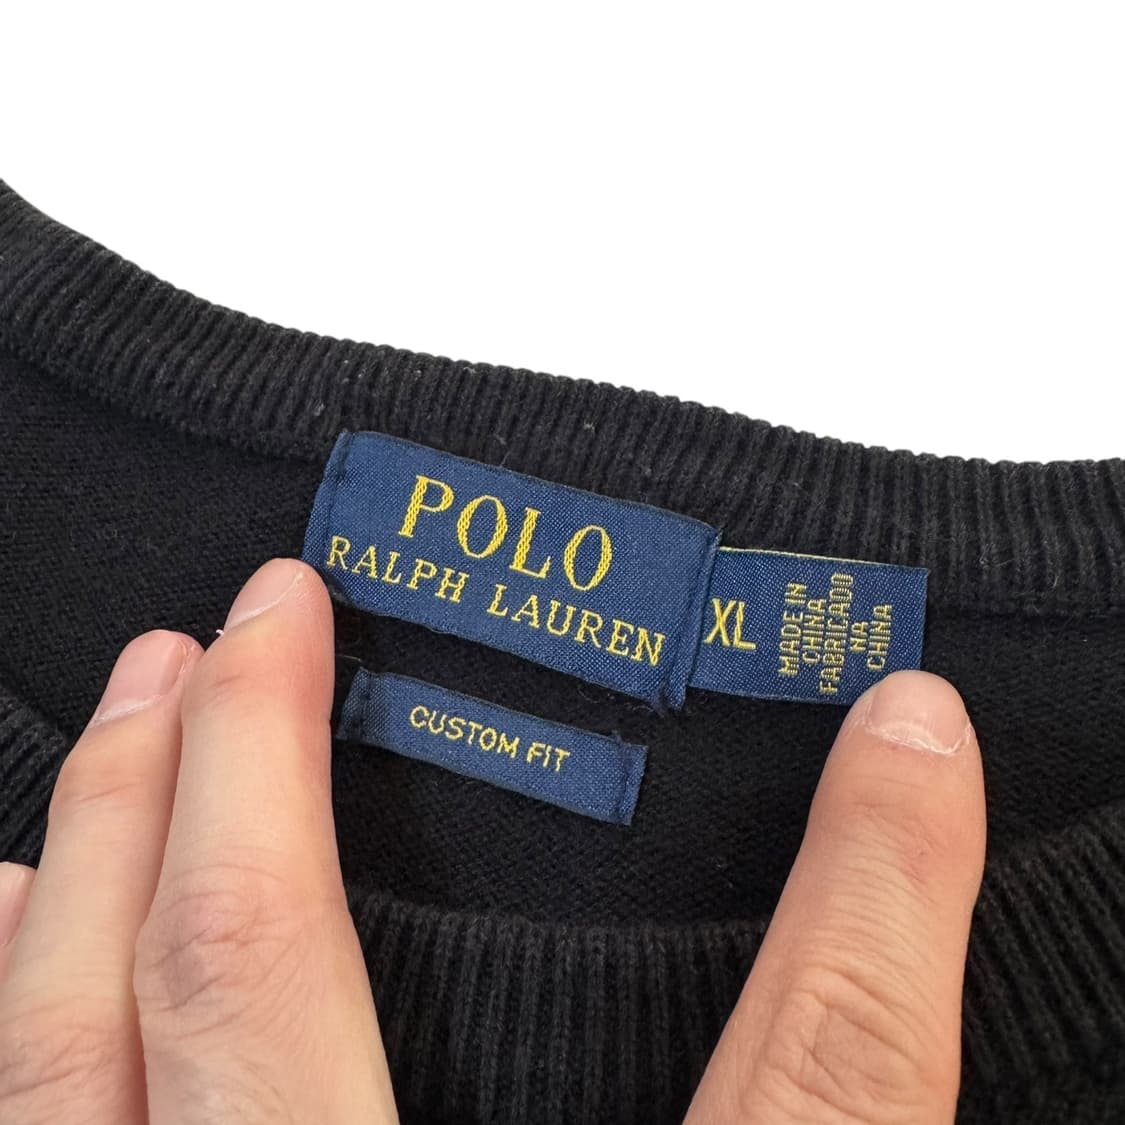 POLO
RALPH LAUREN
XL
MADE IN
CHINA
FABRICADO
NA
CHINA
CUSTOM FIT